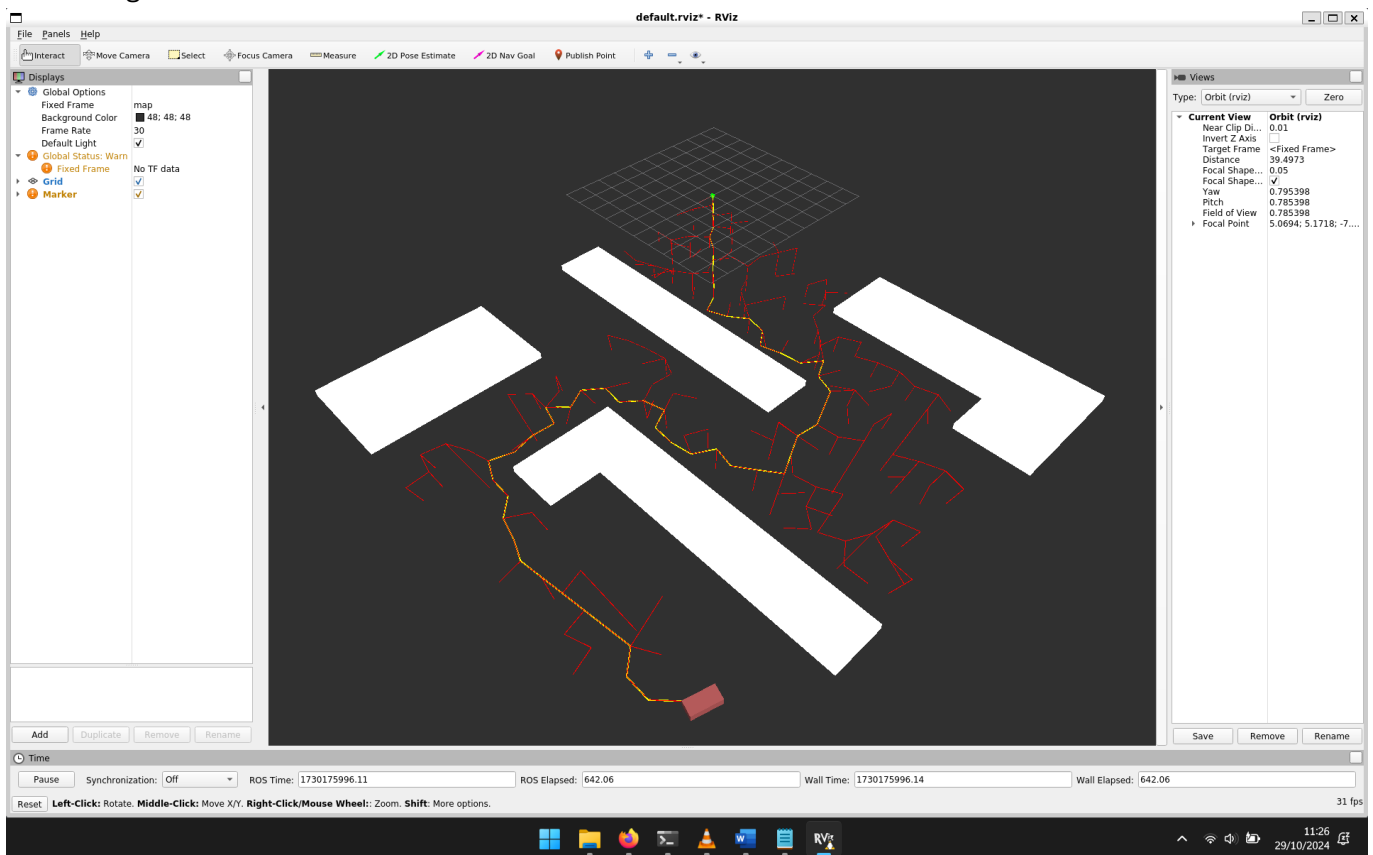 default.rviz* - RViz
File Panels Help
Interact Move Camera Select Focus Camera Measure 2D Pose Estimate 2D Nav Goal Publish Point
Displays
Global Options
Fixed Frame map
Background Color 48; 48; 48
Frame Rate 30
Default Light
Global Status: Warn
Fixed Frame No TF data
Grid
Marker
Add Duplicate Remove Rename
Views
Type: Orbit (rviz) Zero
Current View Orbit (rviz)
Near Clip Di... 0.01
Invert Z Axis
Target Frame <Fixed Frame>
Distance 39.4973
Focal Shape... 0.05
Focal Shape...
Yaw 0.795398
Pitch 0.785398
Field of View 0.785398
Focal Point 5.0694; 5.1718; -7....
Save Remove Rename
Time
Pause Synchronization: Off ROS Time: 1730175996.11 ROS Elapsed: 642.06 Wall Time: 1730175996.14 Wall Elapsed: 642.06
Reset Left-Click: Rotate. Middle-Click: Move X/Y. Right-Click/Mouse Wheel:: Zoom. Shift: More options. 31 fps
RViz
11:26
29/10/2024